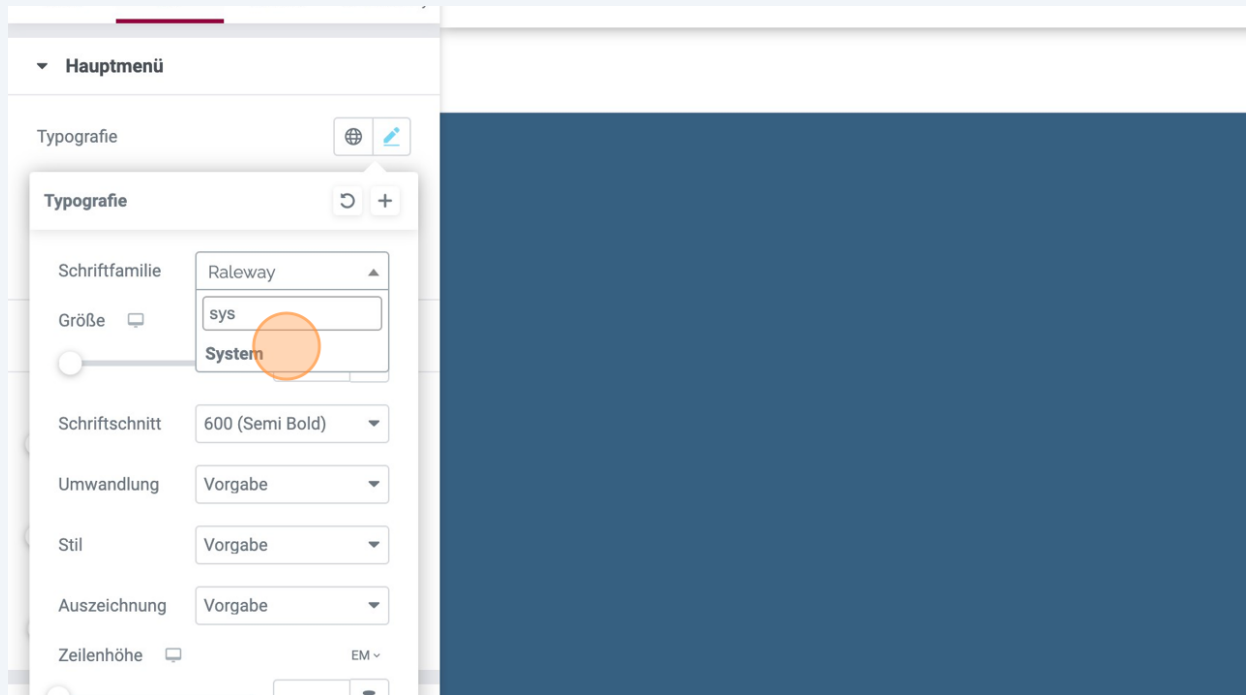 Hauptmenü
Typografie
Typografie
Schriftfamilie Raleway
sys
Größe
System
Schriftschnitt 600 (Semi Bold)
Umwandlung Vorgabe
Stil Vorgabe
Auszeichnung Vorgabe
Zeilenhöhe EM